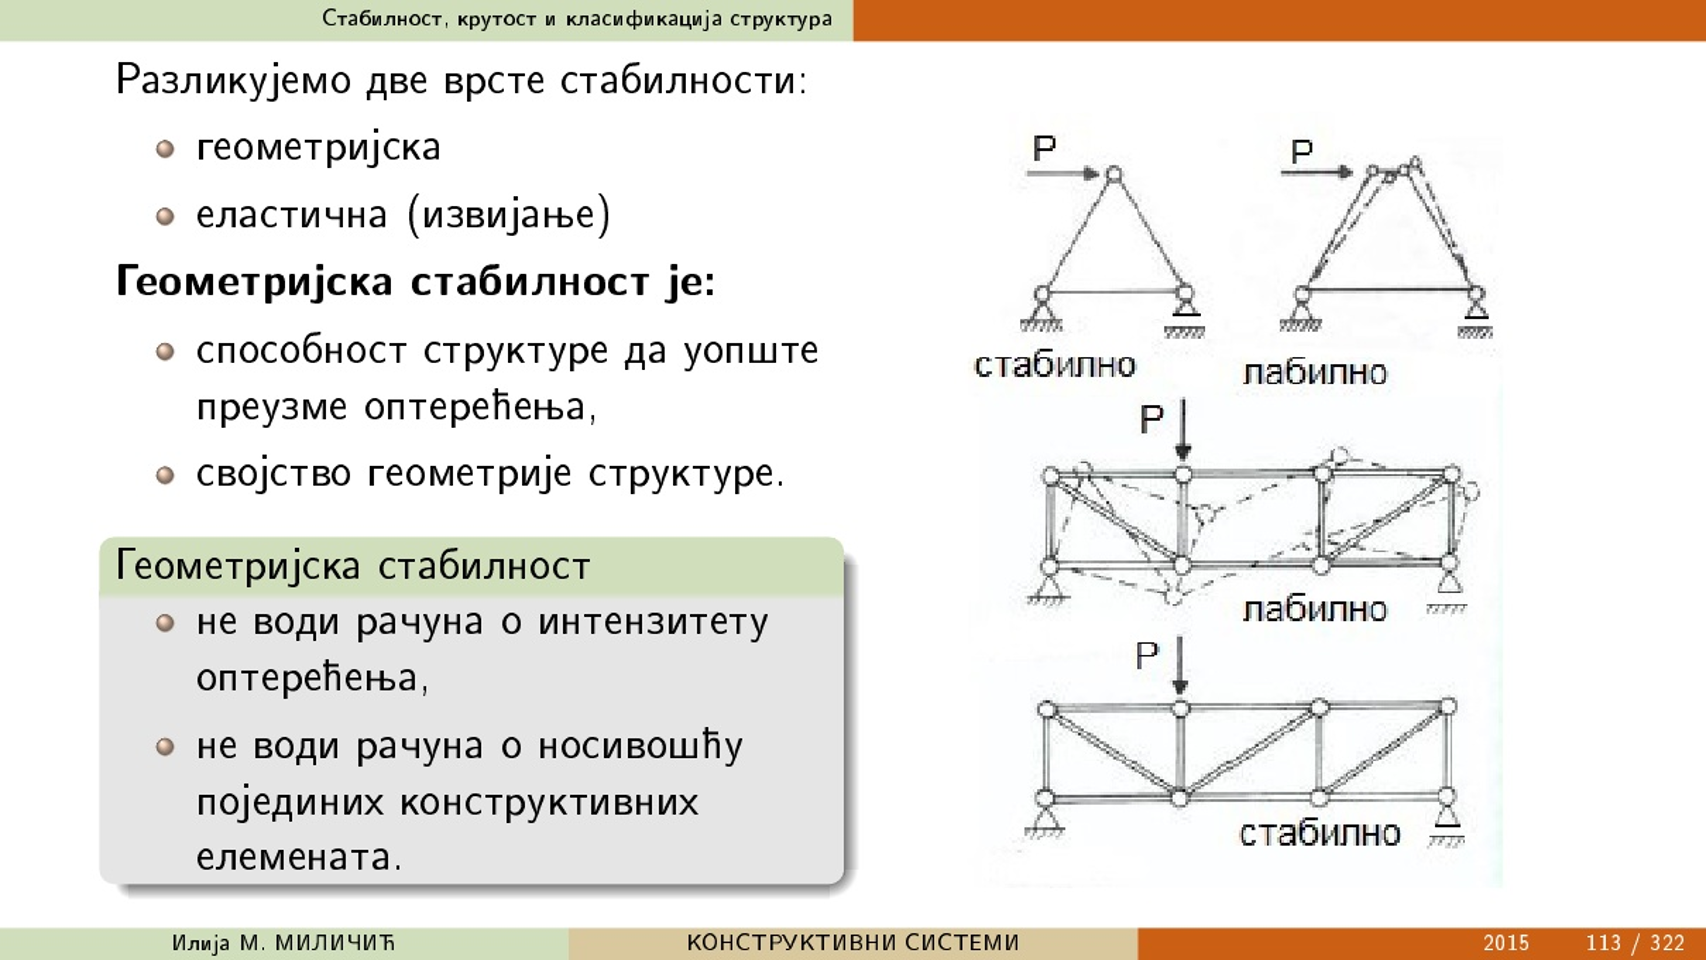 Стабилност, крутост и класификација структура
Разликујемо две врсте стабилности:
геометријска
еластична (извијање)
Геометријска стабилност је:
способност структуре да уопште
преузме оптерећења,
својство геометрије структуре.
Геометријска стабилност
не води рачуна о интензитету
оптерећења,
не води рачуна о носивошћу
појединих конструктивних
елемената.
P
P
стабилно
лабилно
P
лабилно
P
стабилно
Илија М. МИЛИЧИЋ
КОНСТРУКТИВНИ СИСТЕМИ
2015
113 / 322